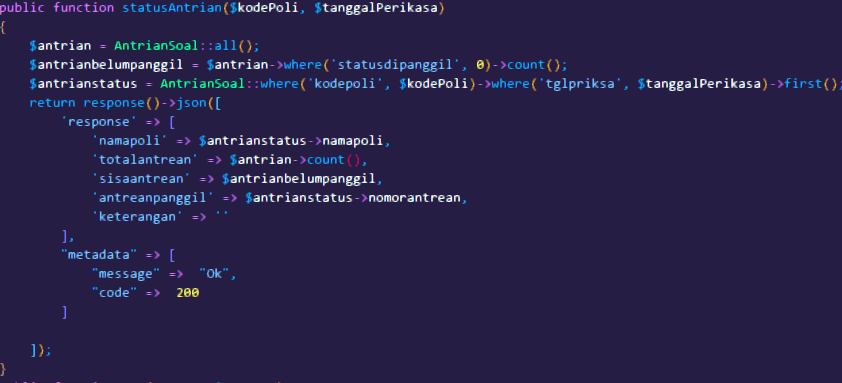 public function statusAntrian($kodePoli, $tanggalPerikasa)
{
    $antrian = AntrianSoal::all();
    $antrianbelumpanggil = $antrian->where('statusdipanggil', 0)->count();
    $antrianstatus = AntrianSoal::where('kodepoli', $kodePoli)->where('tglpriksa', $tanggalPerikasa)->first();
    return response()->json([
        'response' => [
            'namapoli' => $antrianstatus->namapoli,
            'totalantrean' => $antrian->count(),
            'sisaantrean' => $antrianbelumpanggil,
            'antreanpanggil' => $antrianstatus->nomorantrean,
            'keterangan' => ''
        ],
        "metadata" => [
            "message" =>  "Ok",
            "code" =>  200
        ]
    ]);
}